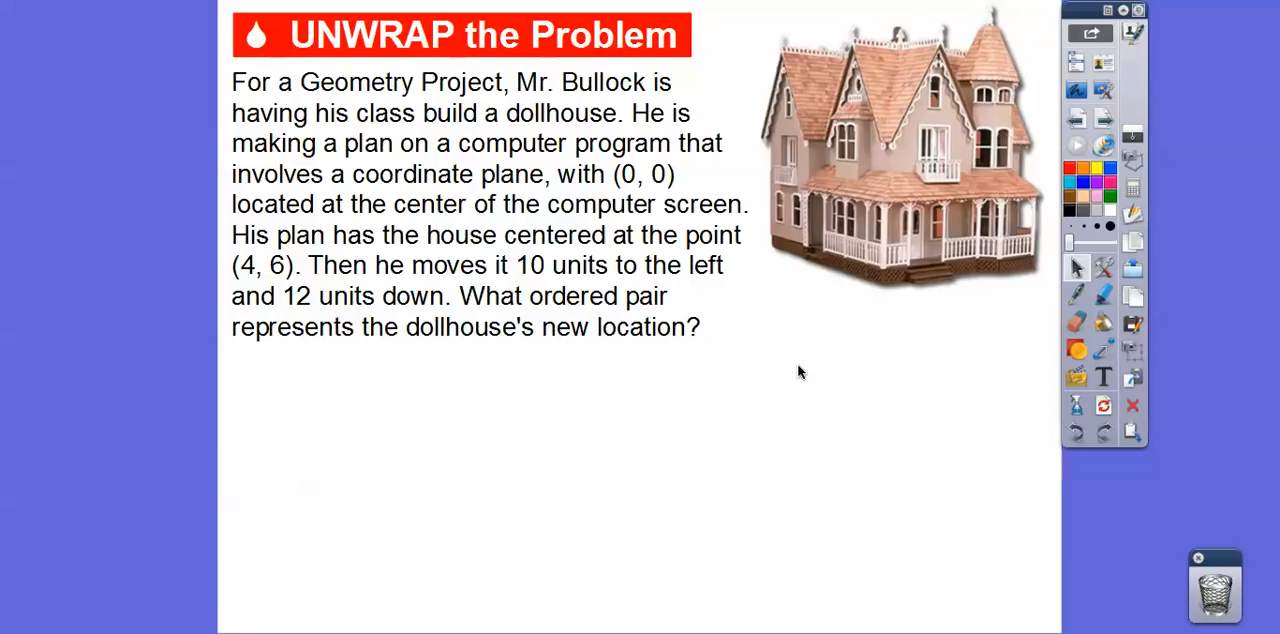 UNWRAP the Problem
For a Geometry Project, Mr. Bullock is
having his class build a dollhouse. He is
making a plan on a computer program that
involves a coordinate plane, with (0, 0)
located at the center of the computer screen.
His plan has the house centered at the point
(4, 6). Then he moves it 10 units to the left
and 12 units down. What ordered pair
represents the dollhouse's new location?
T